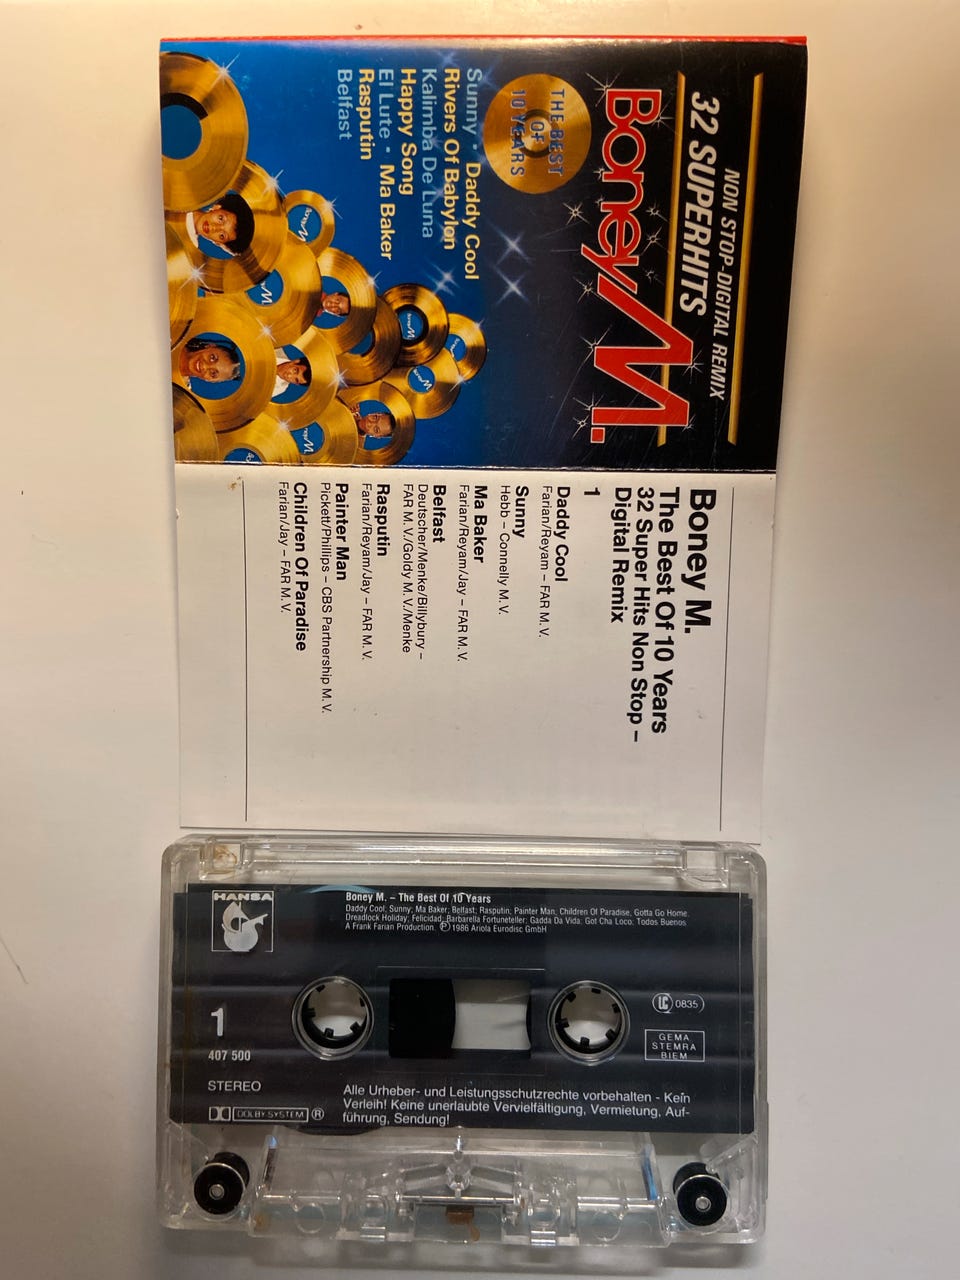 NON STOP-DIGITAL REMIX
32 SUPERHITS
Boney M.
THE BEST
OF
10 YEARS
Sunny • Daddy Cool
Rivers Of Babylon
Kalimba De Luna
Happy Song
El Lute • Ma Baker
Rasputin
Belfast
Boney M.
The Best Of 10 Years
32 Super Hits Non Stop –
Digital Remix
1
Daddy Cool
Farian/Reyam – FAR M. V.
Sunny
Hebb – Connelly M. V.
Ma Baker
Farian/Reyam/Jay – FAR M. V.
Belfast
Deutscher/Menke/Billybury –
FAR M. V./Goldy M. V./Menke
Rasputin
Farian/Reyam/Jay – FAR M. V.
Painter Man
Pickett/Phillips – CBS Partnership M. V.
Children Of Paradise
Farian/Jay – FAR M. V.
HANSA
Boney M. – The Best Of 10 Years
Daddy Cool, Sunny, Ma Baker, Belfast, Rasputin, Painter Man, Children Of Paradise, Gotta Go Home,
Dreadlock Holiday, Felicidad, Barbarella Fortuneteller, Gadda Da Vida, Got Cha Loco, Todos Buenos.
A Frank Farian Production. Ⓟ 1986 Ariola Eurodisc GmbH
1
407 500
STEREO
DOLBY SYSTEM ®
LC 0835
GEMA
STEMRA
BIEM
Alle Urheber- und Leistungsschutzrechte vorbehalten - Kein
Verleih! Keine unerlaubte Vervielfältigung, Vermietung, Auf-
führung, Sendung!